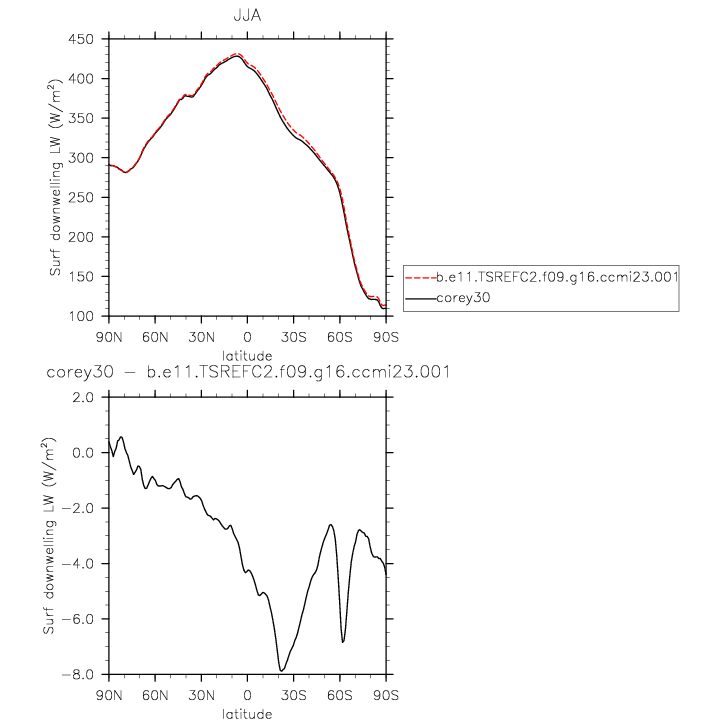 JJA
Surf downwelling LW (W/m²)
450
400
350
300
250
200
150
100
90N 60N 30N 0 30S 60S 90S
latitude
b.e11.TSREFC2.f09.g16.ccmi23.001
corey30
corey30 − b.e11.TSREFC2.f09.g16.ccmi23.001
Surf downwelling LW (W/m²)
2.0
0.0
−2.0
−4.0
−6.0
−8.0
90N 60N 30N 0 30S 60S 90S
latitude